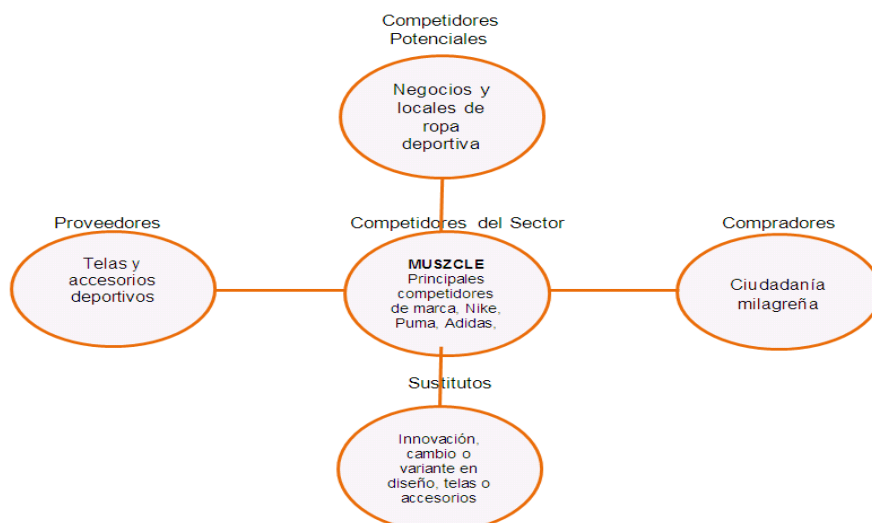 Competidores
Potenciales
Negocios y
locales de
ropa
deportiva
Proveedores
Telas y
accesorios
deportivos
Competidores del Sector
MUSZCLE
Principales
competidores
de marca, Nike,
Puma, Adidas,
Compradores
Ciudadanía
milagreña
Sustitutos
Innovación,
cambio o
variante en
diseño, telas o
accesorios